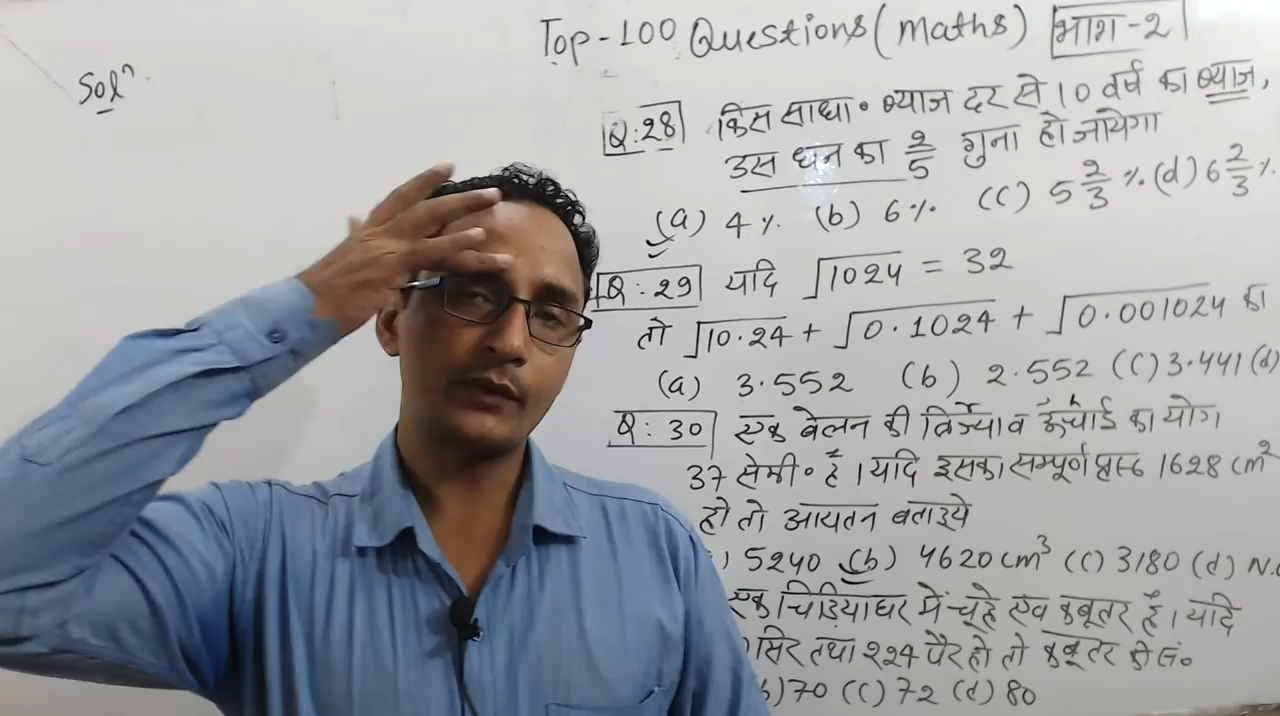 Top-100 Questions (Maths) भाग-2
Solⁿ.
Q:28 किस साधा॰ ब्याज दर से 10 वर्ष का ब्याज,
उस धन का 2/5 गुना हो जायेगा
(a) 4% (b) 6% (c) 5 2/3 % (d) 6 2/3 %
Q:29 यदि √1024 = 32
तो √10.24 + √0.1024 + √0.001024 का
(a) 3.552 (b) 2.552 (c) 3.441 (d)
Q:30 एक बेलन की त्रिज्या व ऊँचाई का योग
37 सेमी॰ है। यदि इसका सम्पूर्ण पृष्ठ 1628 cm²
हो तो आयतन बताइये
) 5240 (b) 4620 cm³ (c) 3180 (d) N.
एक चिडियाघर में चूहे एव कबूतर हैं। यदि
सिर तथा 224 पैर हो तो कबूतर की सं॰
b) 70 (c) 72 (d) 80